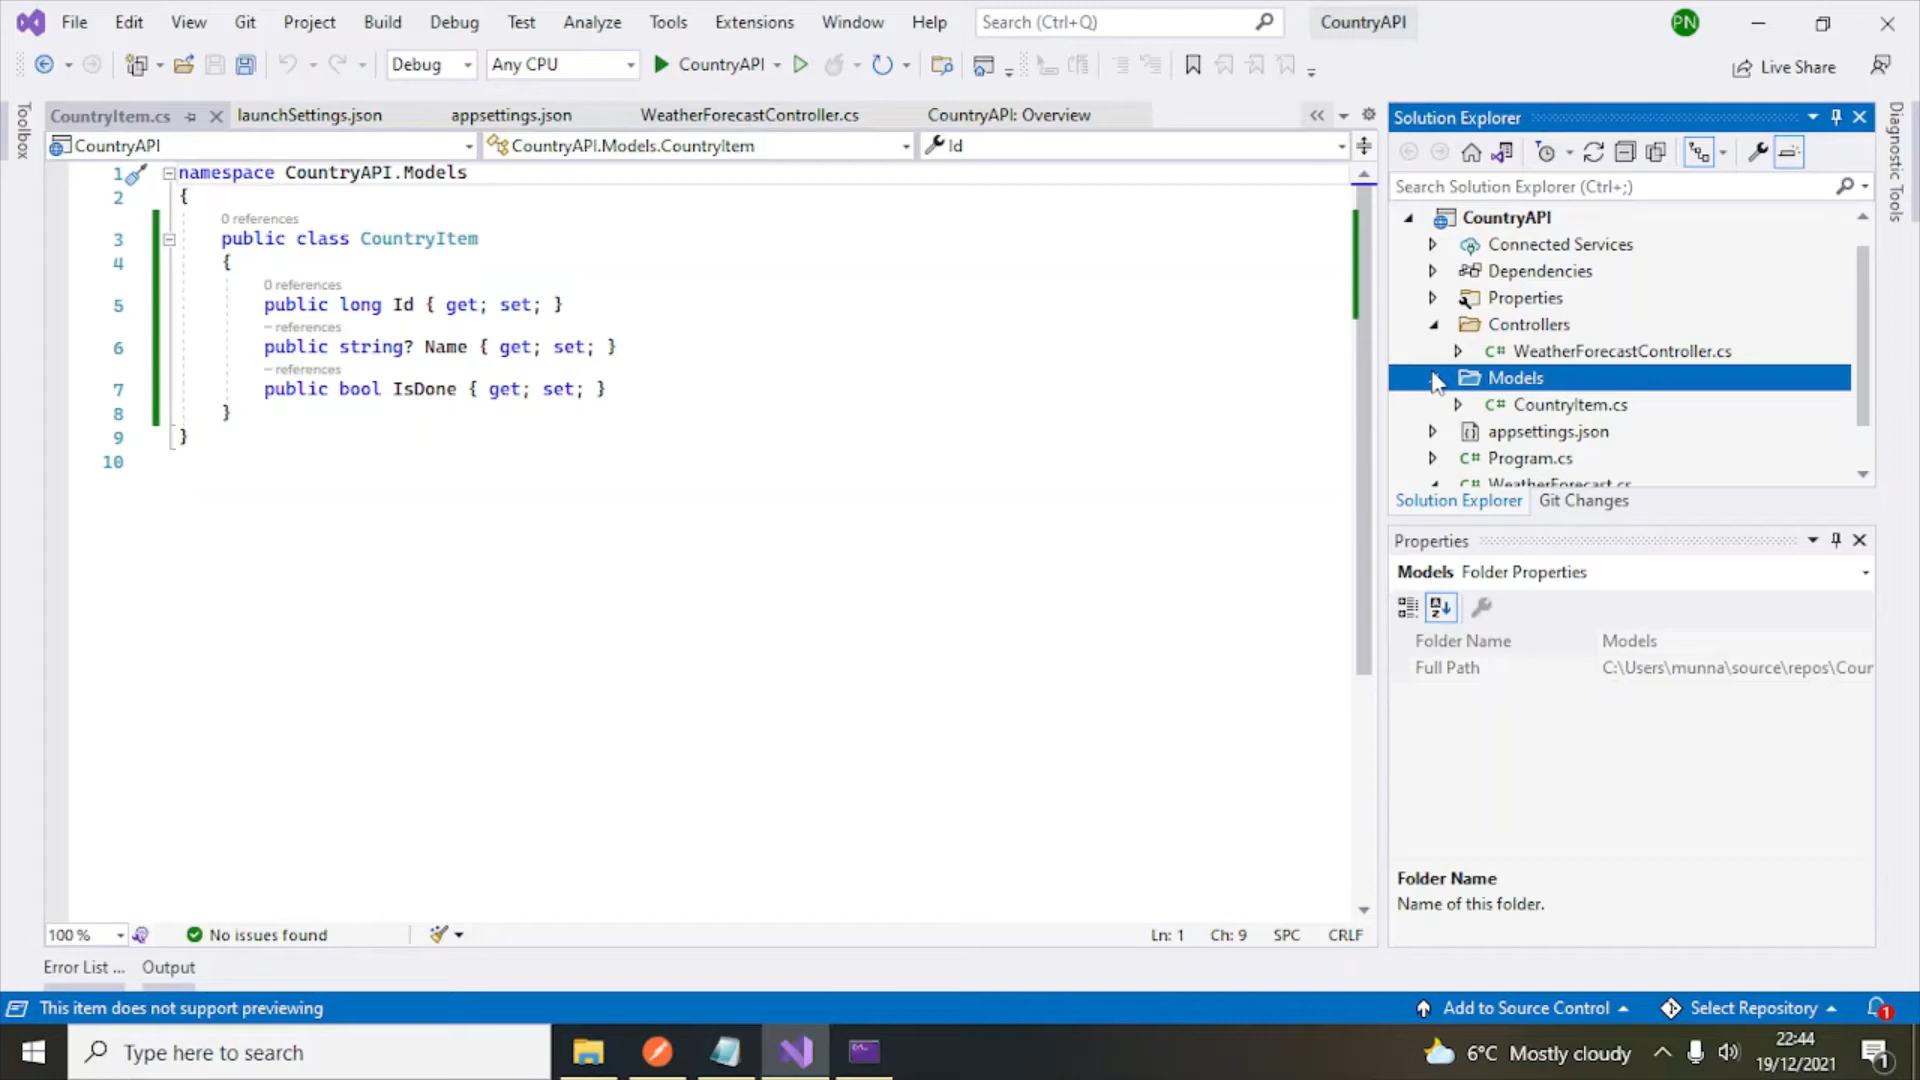 File Edit View Git Project Build Debug Test Analyze Tools Extensions Window Help Search (Ctrl+Q) CountryAPI PN
Debug Any CPU CountryAPI Live Share
Toolbox
CountryItem.cs launchSettings.json appsettings.json WeatherForecastController.cs CountryAPI: Overview
CountryAPI CountryAPI.Models.CountryItem Id
1 namespace CountryAPI.Models
2 {
0 references
3 public class CountryItem
4 {
0 references
5 public long Id { get; set; }
– references
6 public string? Name { get; set; }
– references
7 public bool IsDone { get; set; }
8 }
9 }
10
100 % No issues found Ln: 1 Ch: 9 SPC CRLF
Solution Explorer
Search Solution Explorer (Ctrl+;)
CountryAPI
Connected Services
Dependencies
Properties
Controllers
C# WeatherForecastController.cs
Models
C# CountryItem.cs
appsettings.json
C# Program.cs
C# WeatherForecast.cs
Solution Explorer Git Changes
Properties
Models Folder Properties
Folder Name Models
Full Path C:\Users\munna\source\repos\Cour
Folder Name
Name of this folder.
Diagnostic Tools
Error List ... Output
This item does not support previewing Add to Source Control Select Repository 1
Type here to search 6°C Mostly cloudy 22:44
19/12/2021 1